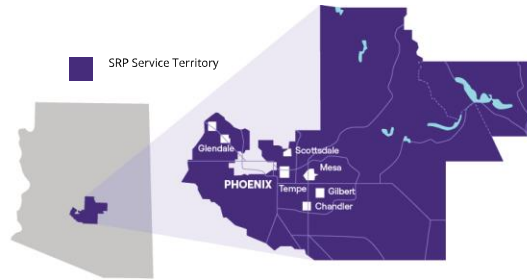 SRP Service Territory
Glendale
Scottsdale
PHOENIX
Mesa
Tempe
Gilbert
Chandler